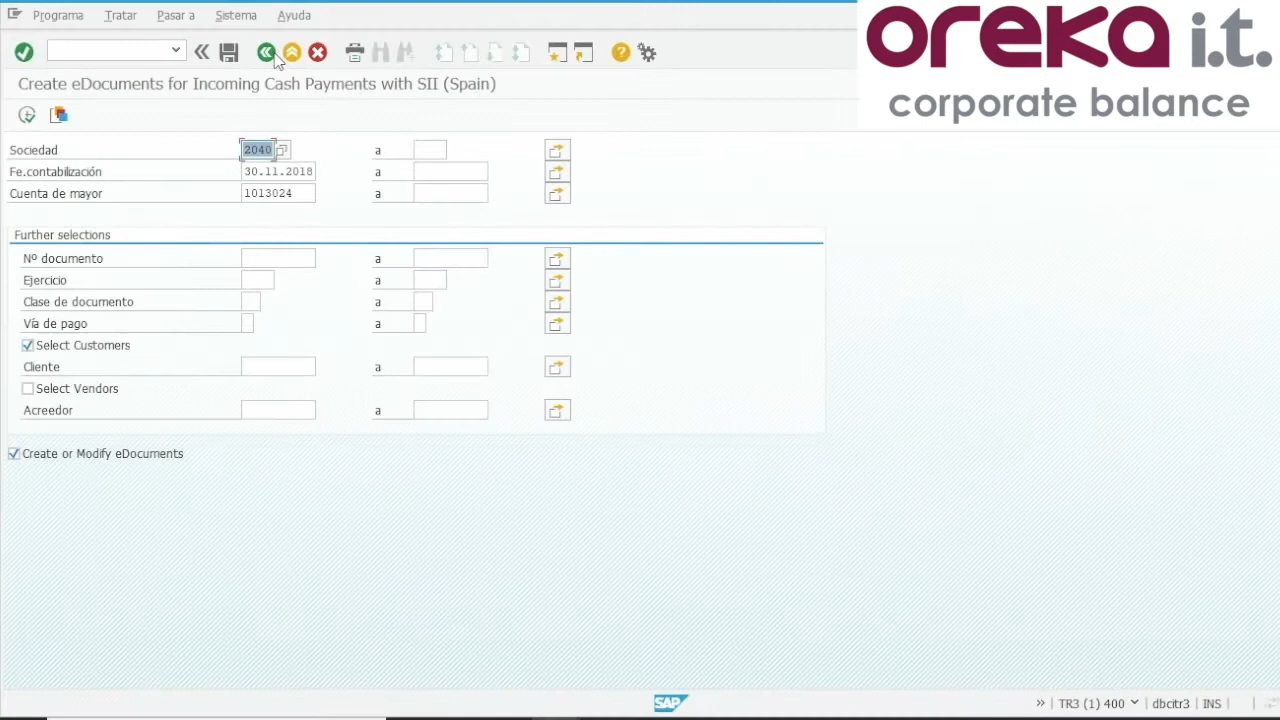 Programa Tratar Pasar a Sistema Ayuda
oreka i.t.
corporate balance
Create eDocuments for Incoming Cash Payments with SII (Spain)
Sociedad 2040 a
Fe.contabilización 30.11.2018 a
Cuenta de mayor 1013024 a
Further selections
Nº documento a
Ejercicio a
Clase de documento a
Vía de pago a
Select Customers
Cliente a
Select Vendors
Acreedor a
Create or Modify eDocuments
SAP
TR3 (1) 400 dbcitr3 INS